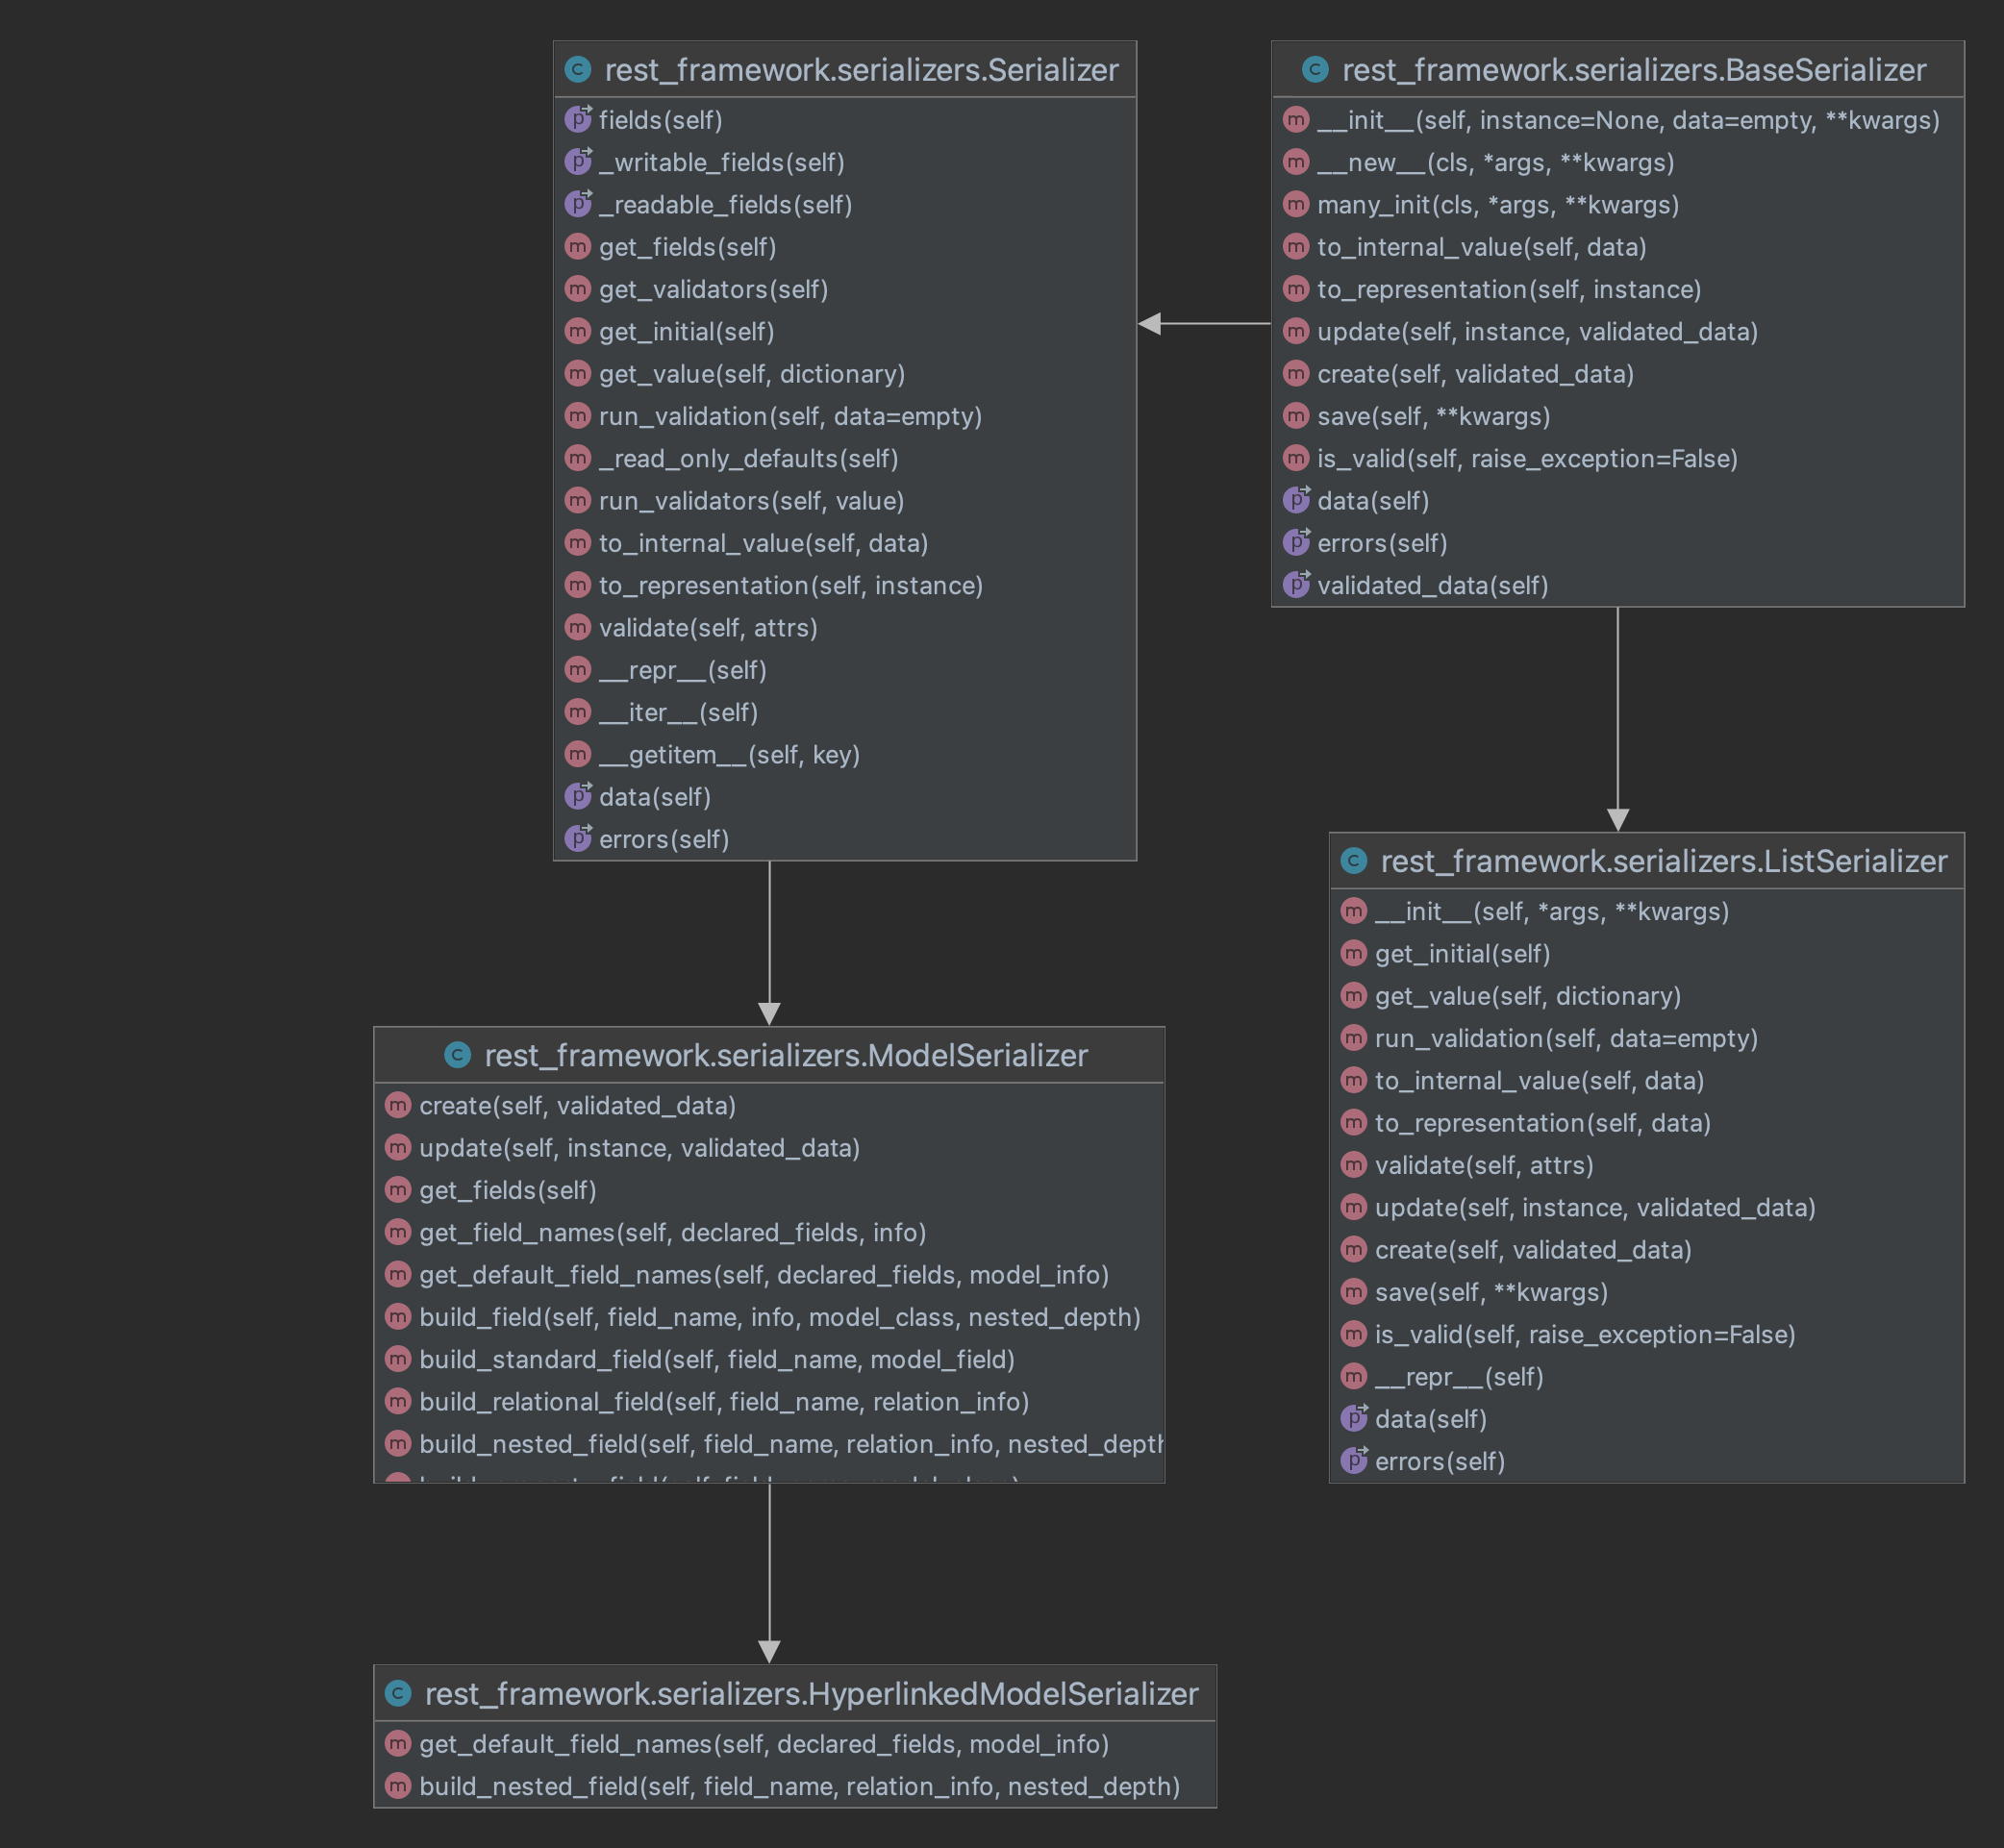 rest_framework.serializers.Serializer
fields(self)
_writable_fields(self)
_readable_fields(self)
get_fields(self)
get_validators(self)
get_initial(self)
get_value(self, dictionary)
run_validation(self, data=empty)
_read_only_defaults(self)
run_validators(self, value)
to_internal_value(self, data)
to_representation(self, instance)
validate(self, attrs)
__repr__(self)
__iter__(self)
__getitem__(self, key)
data(self)
errors(self)
rest_framework.serializers.BaseSerializer
__init__(self, instance=None, data=empty, **kwargs)
__new__(cls, *args, **kwargs)
many_init(cls, *args, **kwargs)
to_internal_value(self, data)
to_representation(self, instance)
update(self, instance, validated_data)
create(self, validated_data)
save(self, **kwargs)
is_valid(self, raise_exception=False)
data(self)
errors(self)
validated_data(self)
rest_framework.serializers.ListSerializer
__init__(self, *args, **kwargs)
get_initial(self)
get_value(self, dictionary)
run_validation(self, data=empty)
to_internal_value(self, data)
to_representation(self, data)
validate(self, attrs)
update(self, instance, validated_data)
create(self, validated_data)
save(self, **kwargs)
is_valid(self, raise_exception=False)
__repr__(self)
data(self)
errors(self)
rest_framework.serializers.ModelSerializer
create(self, validated_data)
update(self, instance, validated_data)
get_fields(self)
get_field_names(self, declared_fields, info)
get_default_field_names(self, declared_fields, model_info)
build_field(self, field_name, info, model_class, nested_depth)
build_standard_field(self, field_name, model_field)
build_relational_field(self, field_name, relation_info)
build_nested_field(self, field_name, relation_info, nested_depth
rest_framework.serializers.HyperlinkedModelSerializer
get_default_field_names(self, declared_fields, model_info)
build_nested_field(self, field_name, relation_info, nested_depth)